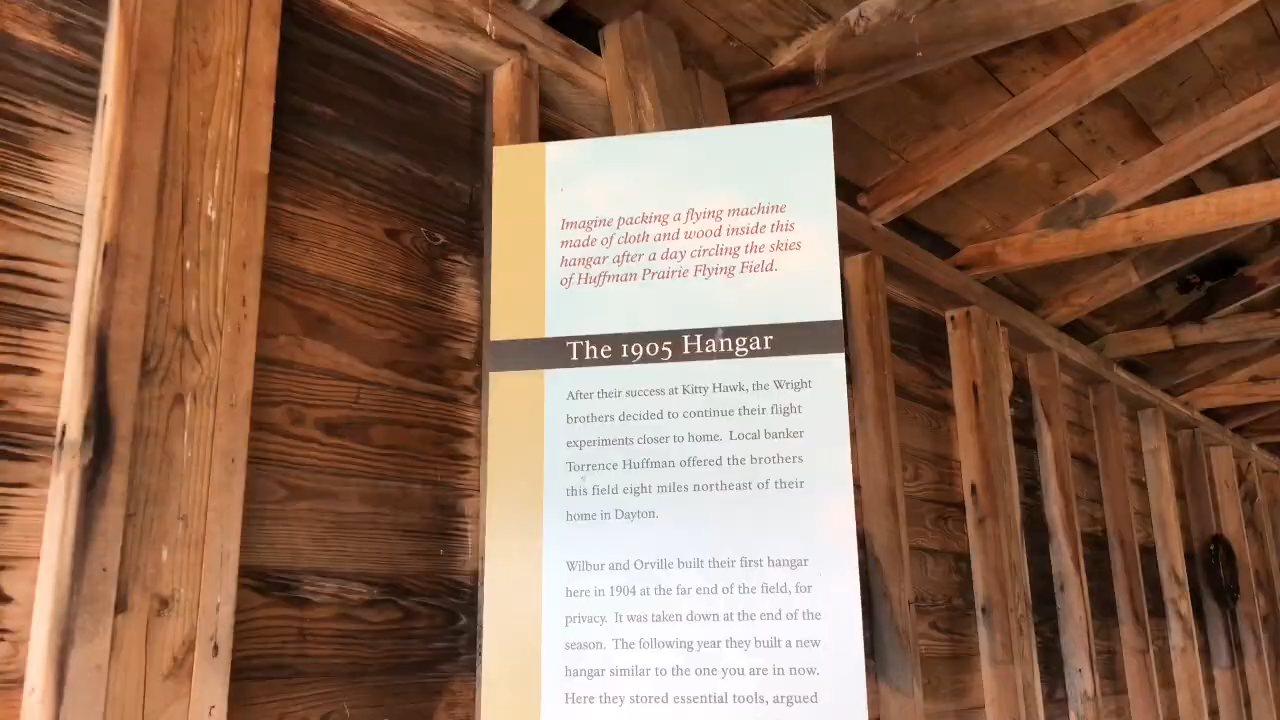 Imagine packing a flying machine
made of cloth and wood inside this
hangar after a day circling the skies
of Huffman Prairie Flying Field.
The 1905 Hangar
After their success at Kitty Hawk, the Wright
brothers decided to continue their flight
experiments closer to home. Local banker
Torrence Huffman offered the brothers
this field eight miles northeast of their
home in Dayton.
Wilbur and Orville built their first hangar
here in 1904 at the far end of the field, for
privacy. It was taken down at the end of the
season. The following year they built a new
hangar similar to the one you are in now.
Here they stored essential tools, argued